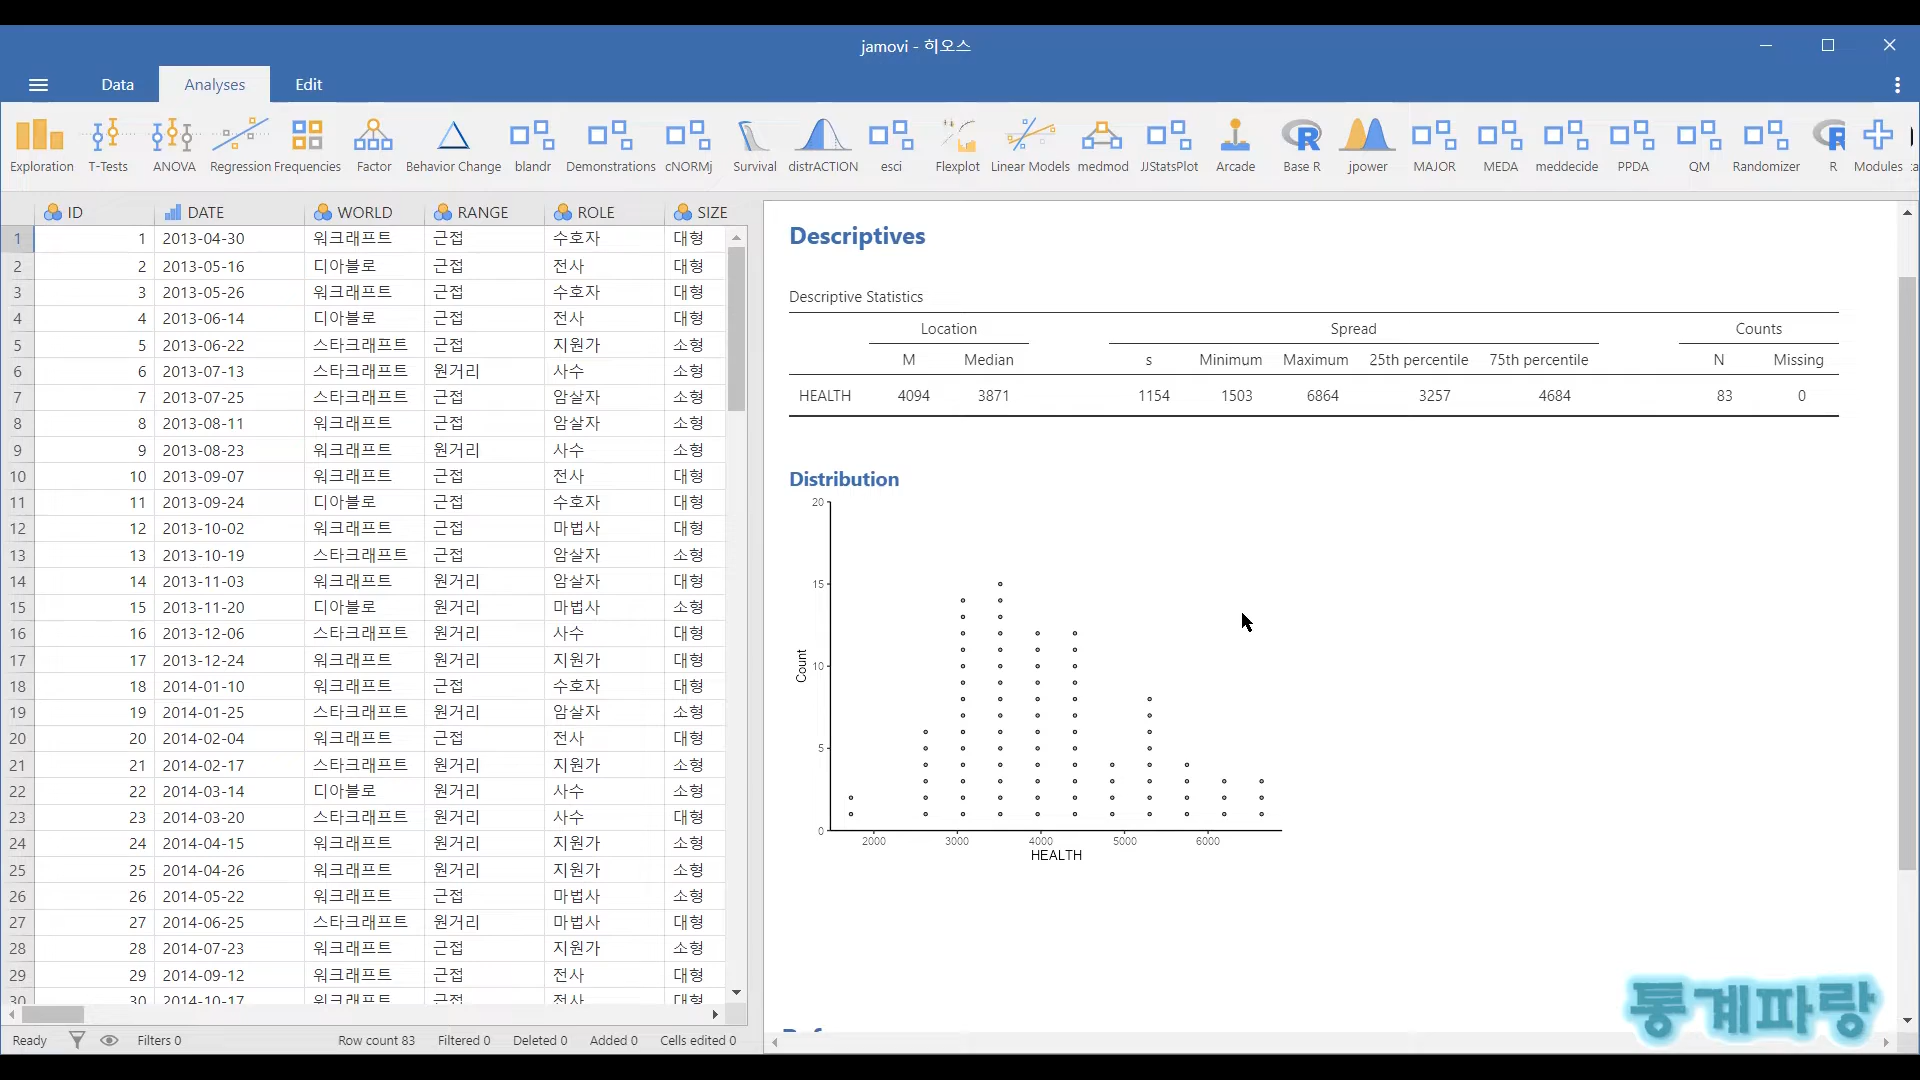 jamovi - 히오스
Data Analyses Edit
Exploration T-Tests ANOVA Regression Frequencies Factor Behavior Change blandr Demonstrations cNORMj Survival distrACTION esci Flexplot Linear Models medmod JJStatsPlot Arcade Base R jpower MAJOR MEDA meddecide PPDA QM Randomizer R Modules
ID DATE WORLD RANGE ROLE SIZE
1 1 2013-04-30 워크래프트 근접 수호자 대형
2 2 2013-05-16 디아블로 근접 전사 대형
3 3 2013-05-26 워크래프트 근접 수호자 대형
4 4 2013-06-14 디아블로 근접 전사 대형
5 5 2013-06-22 스타크래프트 근접 지원가 소형
6 6 2013-07-13 스타크래프트 원거리 사수 소형
7 7 2013-07-25 스타크래프트 근접 암살자 소형
8 8 2013-08-11 워크래프트 근접 암살자 소형
9 9 2013-08-23 워크래프트 원거리 사수 소형
10 10 2013-09-07 워크래프트 근접 전사 대형
11 11 2013-09-24 디아블로 근접 수호자 대형
12 12 2013-10-02 워크래프트 근접 마법사 대형
13 13 2013-10-19 스타크래프트 근접 암살자 소형
14 14 2013-11-03 워크래프트 원거리 암살자 대형
15 15 2013-11-20 디아블로 원거리 마법사 소형
16 16 2013-12-06 스타크래프트 원거리 사수 대형
17 17 2013-12-24 워크래프트 원거리 지원가 대형
18 18 2014-01-10 워크래프트 근접 수호자 대형
19 19 2014-01-25 스타크래프트 원거리 암살자 소형
20 20 2014-02-04 워크래프트 근접 전사 대형
21 21 2014-02-17 스타크래프트 원거리 지원가 소형
22 22 2014-03-14 디아블로 원거리 사수 소형
23 23 2014-03-20 스타크래프트 원거리 사수 대형
24 24 2014-04-15 워크래프트 원거리 지원가 소형
25 25 2014-04-26 워크래프트 원거리 지원가 소형
26 26 2014-05-22 워크래프트 근접 마법사 소형
27 27 2014-06-25 스타크래프트 원거리 마법사 대형
28 28 2014-07-23 워크래프트 근접 지원가 소형
29 29 2014-09-12 워크래프트 근접 전사 대형
30 30 2014-10-17 워크래프트 근접 전사 대형
Ready Filters 0 Row count 83 Filtered 0 Deleted 0 Added 0 Cells edited 0
Descriptives
Descriptive Statistics
Location Spread Counts
M Median s Minimum Maximum 25th percentile 75th percentile N Missing
HEALTH 4094 3871 1154 1503 6864 3257 4684 83 0
Distribution
20
15
10
5
0
Count
2000 3000 4000 5000 6000
HEALTH
통계파랑